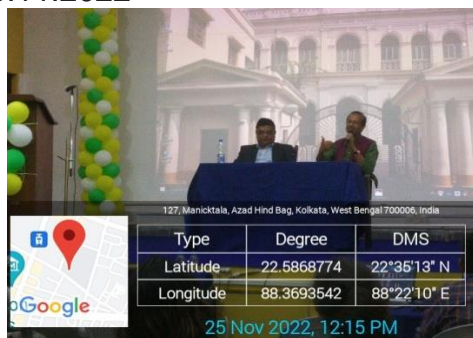 127, Manicktala, Azad Hind Bag, Kolkata, West Bengal 700006, India
Type Degree DMS
Latitude 22.5868774 22°35'13" N
Longitude 88.3693542 88°22'10" E
Google
25 Nov 2022, 12:15 PM